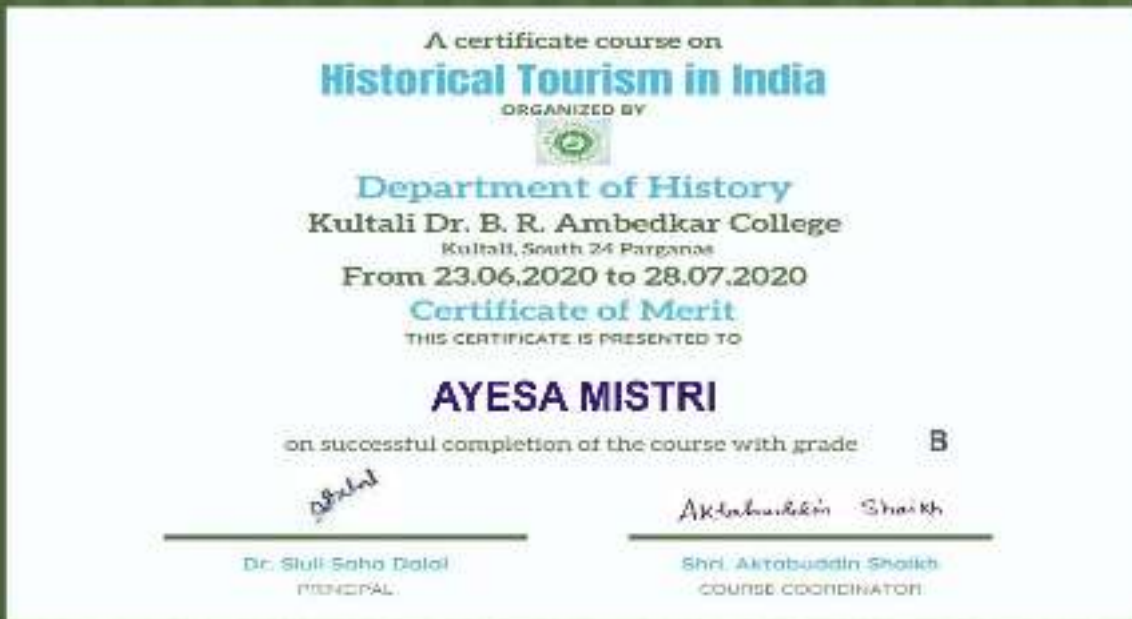 A certificate course on
Historical Tourism in India
ORGANIZED BY
Department of History
Kultali Dr. B. R. Ambedkar College
Kultali, South 24 Parganas
From 23.06.2020 to 28.07.2020
Certificate of Merit
THIS CERTIFICATE IS PRESENTED TO
AYESA MISTRI
on successful completion of the course with grade B
Aktabuddin Shaikh
Dr. Siuli Saha Dalal
Shri. Aktabuddin Shaikh
PRINCIPAL
COURSE COORDINATOR